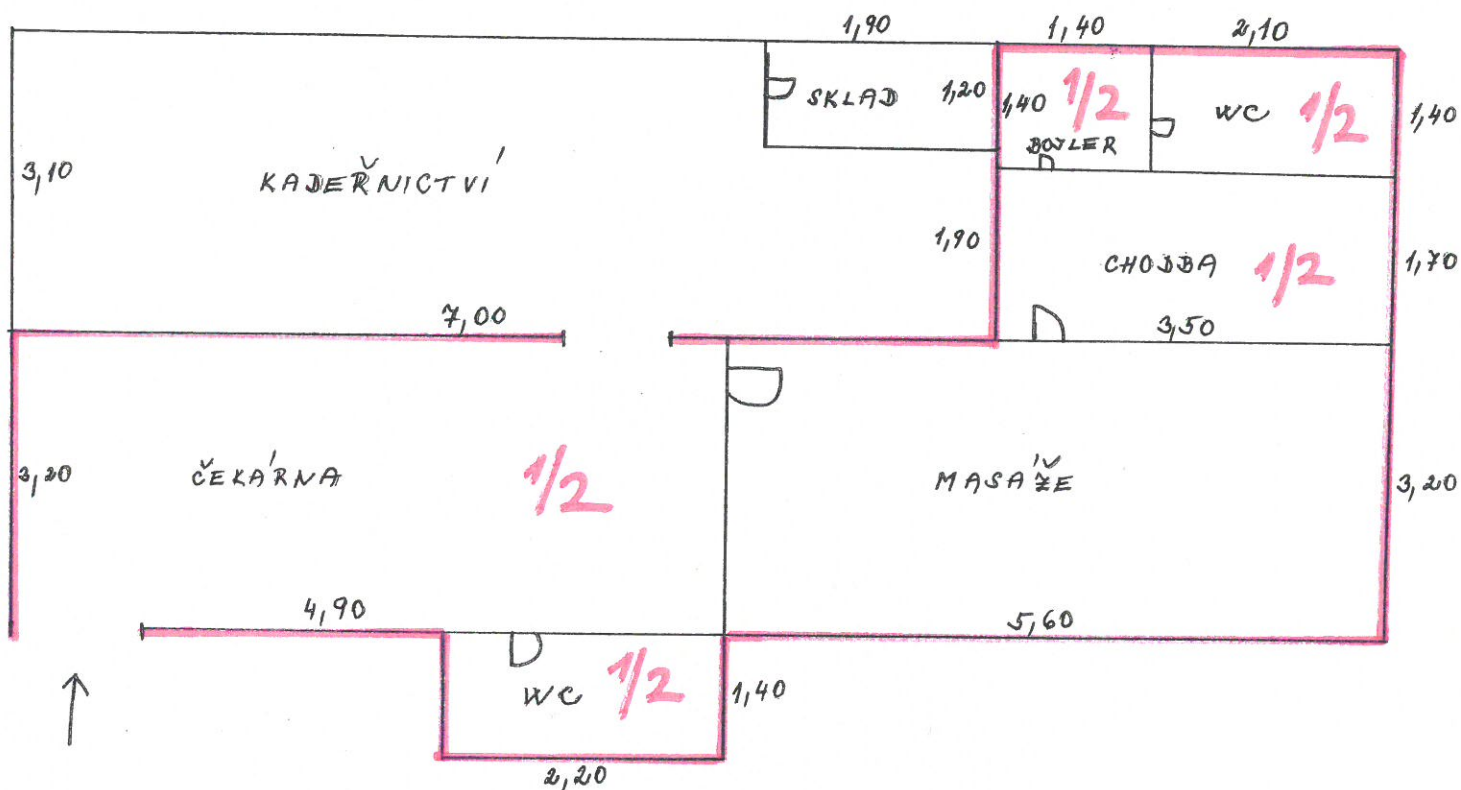 1,90 1,40 2,10
SKLAD 1,20 1,40 1/2 WC 1/2 1,40
BOJLER
3,10 KADEŘNICTVÍ
1,90 CHODBA 1/2 1,70
7,00 3,50
3,20 ČEKÁRNA 1/2 MASÁŽE 3,20
4,90 5,60
WC 1/2 1,40
2,20